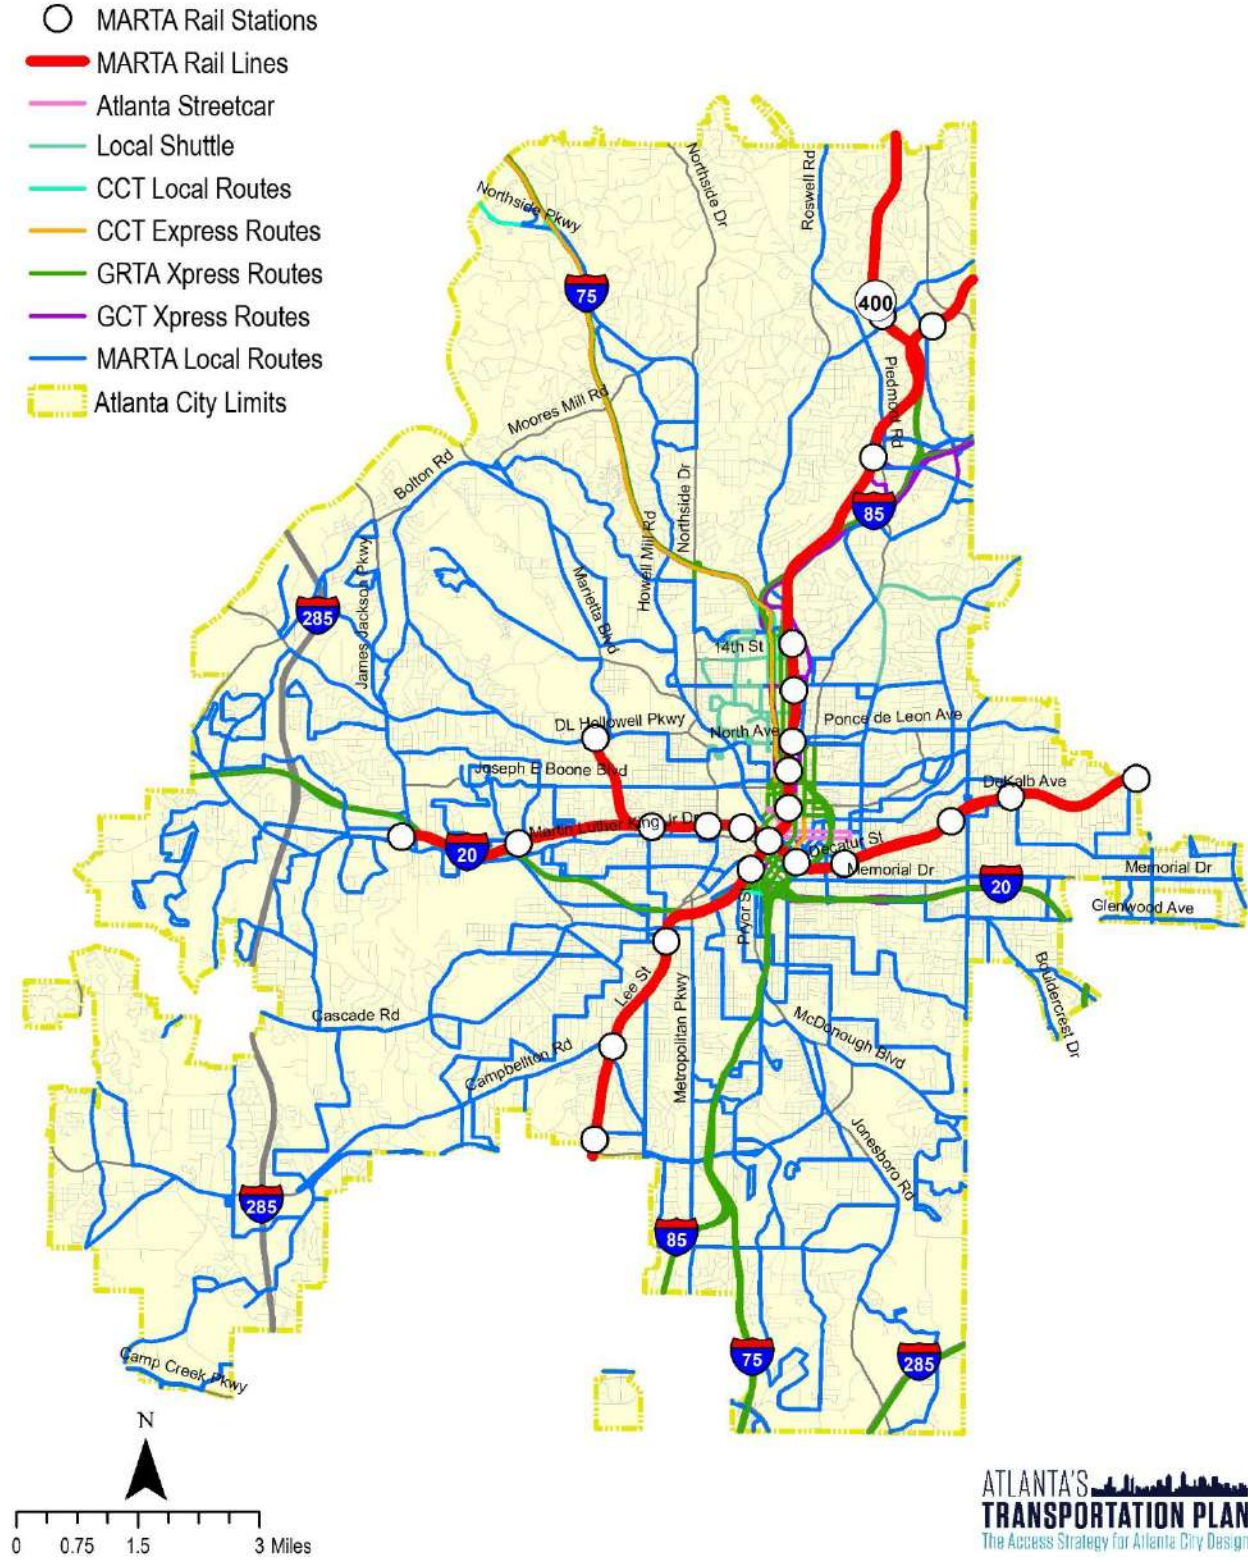 MARTA Rail Stations
MARTA Rail Lines
Atlanta Streetcar
Local Shuttle
CCT Local Routes
CCT Express Routes
GRTA Xpress Routes
GCT Xpress Routes
MARTA Local Routes
Atlanta City Limits
Northside Dr
Roswell Rd
Northside Pkwy
75
400
Piedmont Rd
Moores Mill Rd
Bolton Rd
Northside Dr
85
Howell Mill Rd
James Jackson Pkwy
Marietta Blvd
285
14th St
DL Hollowell Pkwy
North Ave
Ponce de Leon Ave
Joseph E Boone Blvd
DeKalb Ave
Martin Luther King Jr Dr
20
Decatur St
Memorial Dr
Memorial Dr
20
Glenwood Ave
Pryor St
Lee St
Metropolitan Pkwy
Bouldercrest Dr
Cascade Rd
McDonough Blvd
Campbellton Rd
Jonesboro Rd
285
85
75
285
Camp Creek Pkwy
N
0 0.75 1.5 3 Miles
ATLANTA'S
TRANSPORTATION PLAN
The Access Strategy for Atlanta City Design